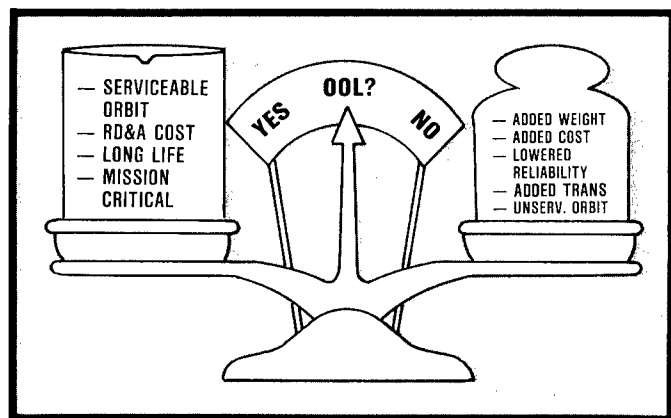 OOL?
YES
NO
— SERVICEABLE
ORBIT
— RD&A COST
— LONG LIFE
— MISSION
CRITICAL
— ADDED WEIGHT
— ADDED COST
— LOWERED
RELIABILITY
— ADDED TRANS
— UNSERV. ORBIT